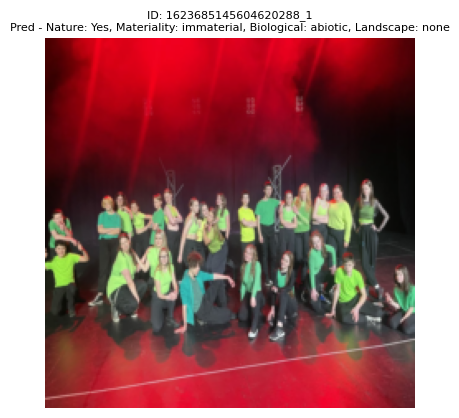 ID: 1623685145604620288_1
Pred - Nature: Yes, Materiality: immaterial, Biological: abiotic, Landscape: none